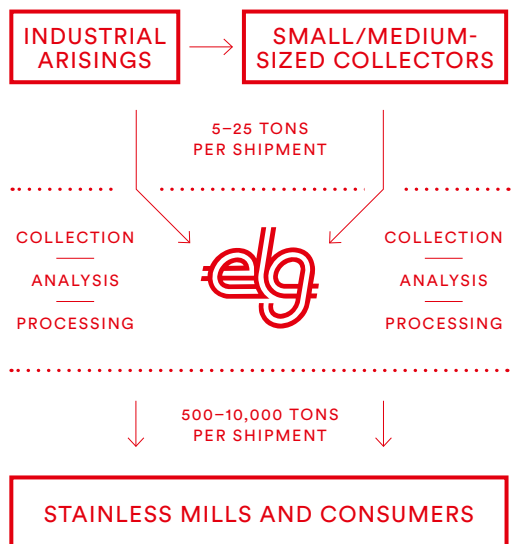 INDUSTRIAL
ARISINGS
SMALL/MEDIUM-
SIZED COLLECTORS
5–25 TONS
PER SHIPMENT
COLLECTION
ANALYSIS
PROCESSING
elg
COLLECTION
ANALYSIS
PROCESSING
500–10,000 TONS
PER SHIPMENT
STAINLESS MILLS AND CONSUMERS